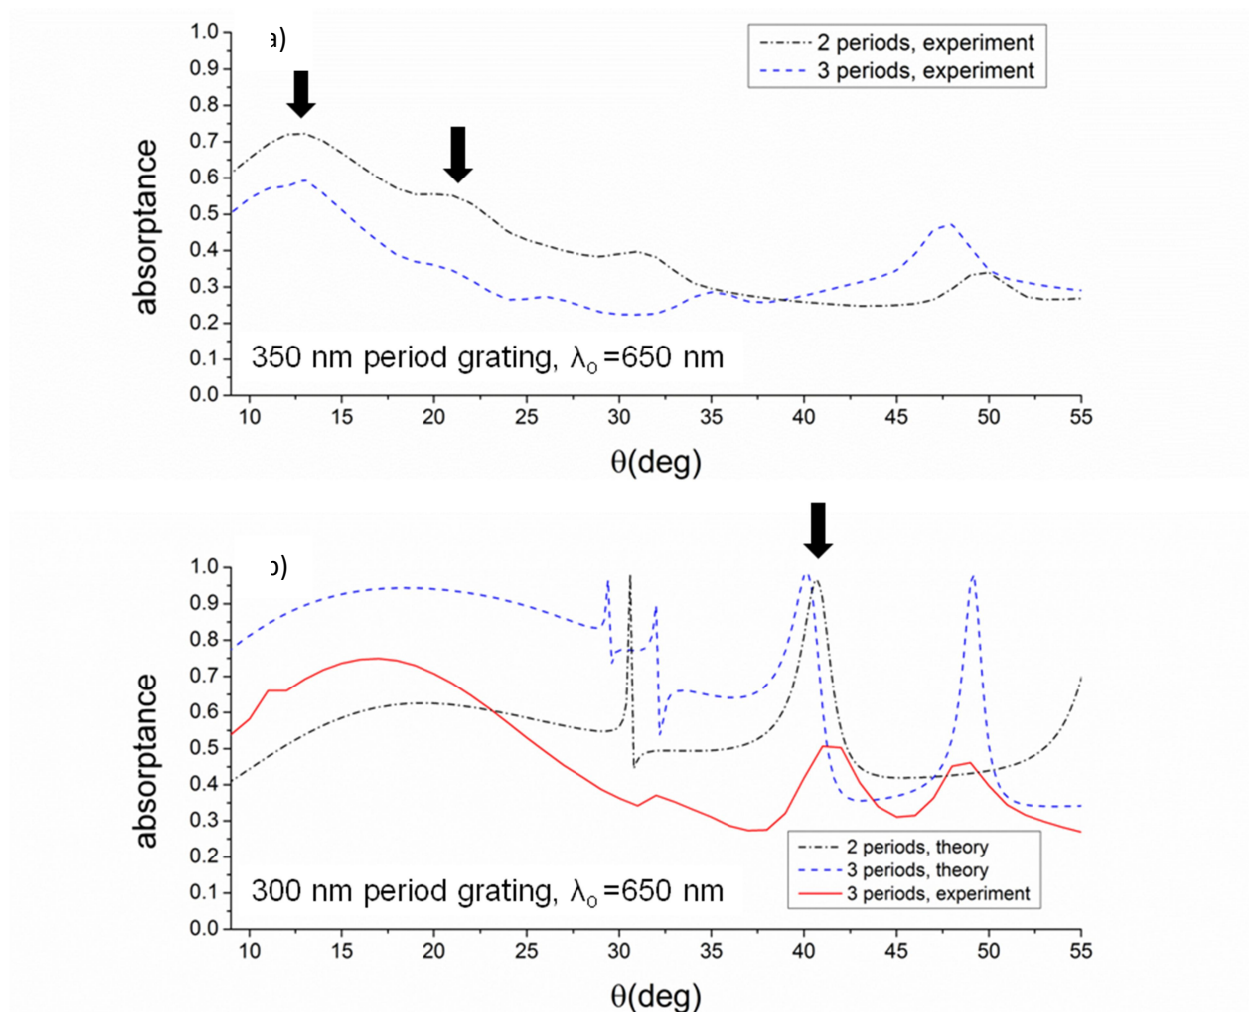 a)
1.0
0.9
0.8
0.7
0.6
0.5
0.4
0.3
0.2
0.1
0.0
absorptance
2 periods, experiment
3 periods, experiment
350 nm period grating, λo=650 nm
10 15 20 25 30 35 40 45 50 55
θ(deg)
b)
1.0
0.9
0.8
0.7
0.6
0.5
0.4
0.3
0.2
0.1
0.0
absorptance
2 periods, theory
3 periods, theory
3 periods, experiment
300 nm period grating, λo=650 nm
10 15 20 25 30 35 40 45 50 55
θ(deg)